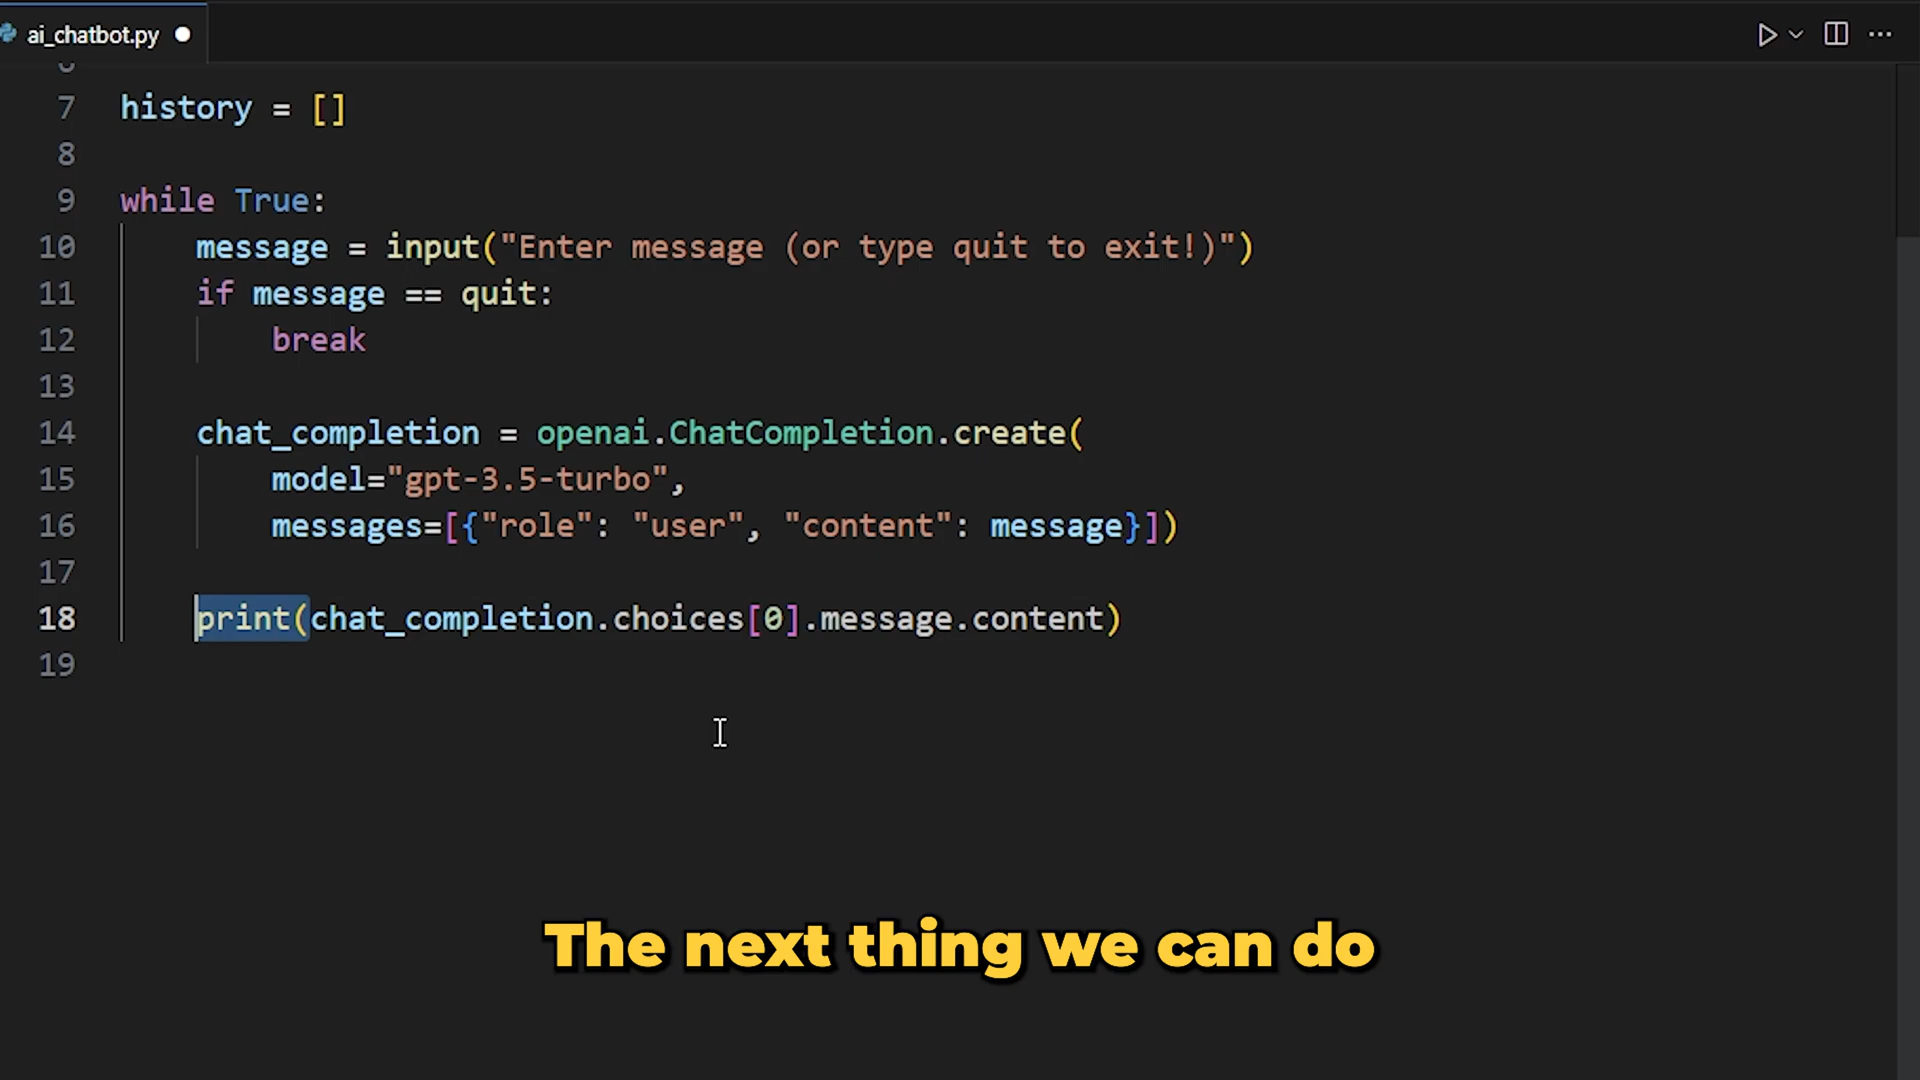 ai_chatbot.py
6
7 history = []
8
9 while True:
10 message = input("Enter message (or type quit to exit!)")
11 if message == quit:
12 break
13
14 chat_completion = openai.ChatCompletion.create(
15 model="gpt-3.5-turbo",
16 messages=[{"role": "user", "content": message}])
17
18 print(chat_completion.choices[0].message.content)
19
The next thing we can do